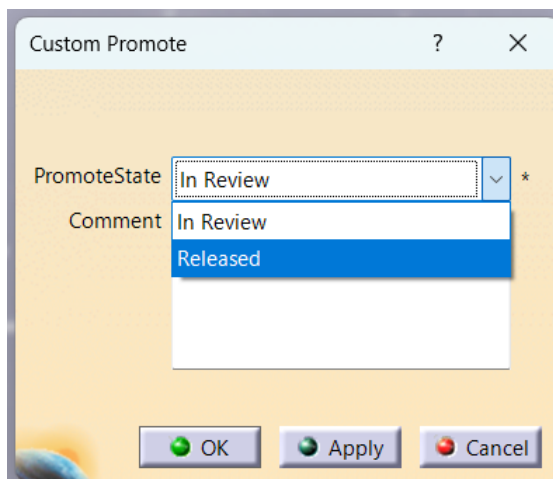 Custom Promote ? X
PromoteState In Review *
Comment In Review
Released
OK Apply Cancel